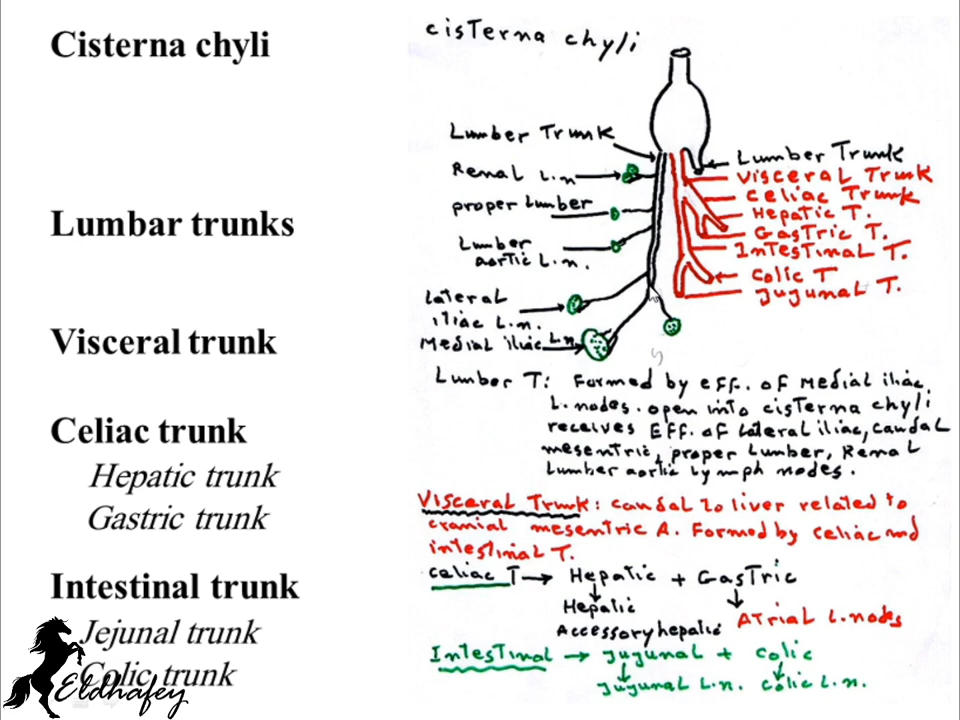 Cisterna chyli
Lumbar trunks
Visceral trunk
Celiac trunk
Hepatic trunk
Gastric trunk
Intestinal trunk
Jejunal trunk
Colic trunk
Eldhafey
cisterna chyli
Lumber Trunk
Renal L.n
proper Lumber
Lumber
aortic L.n.
Lateral
iliac L.n.
Medial iliac Ln
Lumber Trunk
Visceral Trunk
Celiac Trunk
Hepatic T.
Gastric T.
Intestinal T.
Colic T
Jujunal T.
Lumber T: Formed by eff. of Medial iliac
L.nodes. open into cisterna chyli
receives Eff. of Lateral iliac, caudal
mesentric, proper Lumber, Renal
Lumber aortic Lymph nodes.
Visceral Trunk: caudal to liver related to
cranial mesentric A. Formed by celiac and
intestinal T.
celiac T → Hepatic + Gastric
Hepatic
Accessory hepatic
Atrial L.nodes
Intestinal → Jujunal + Colic
Jujunal L.n. colic L.n.